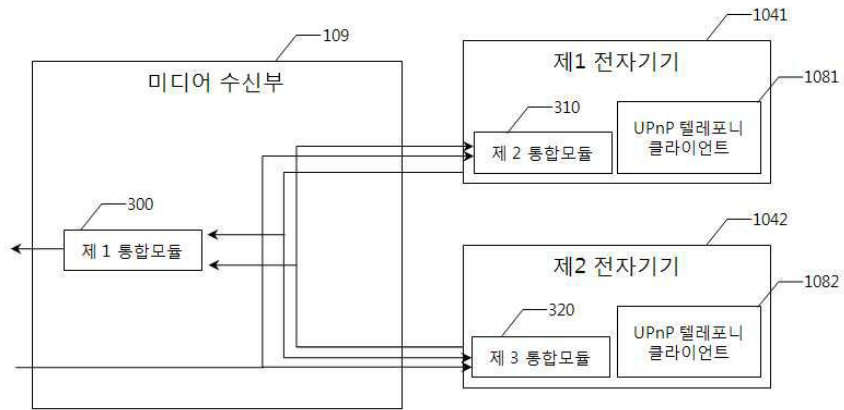 109
미디어 수신부
300
제 1 통합모듈
1041
제1 전자기기
310
제 2 통합모듈
1081
UPnP 텔레포니
클라이언트
1042
제2 전자기기
320
제 3 통합모듈
1082
UPnP 텔레포니
클라이언트